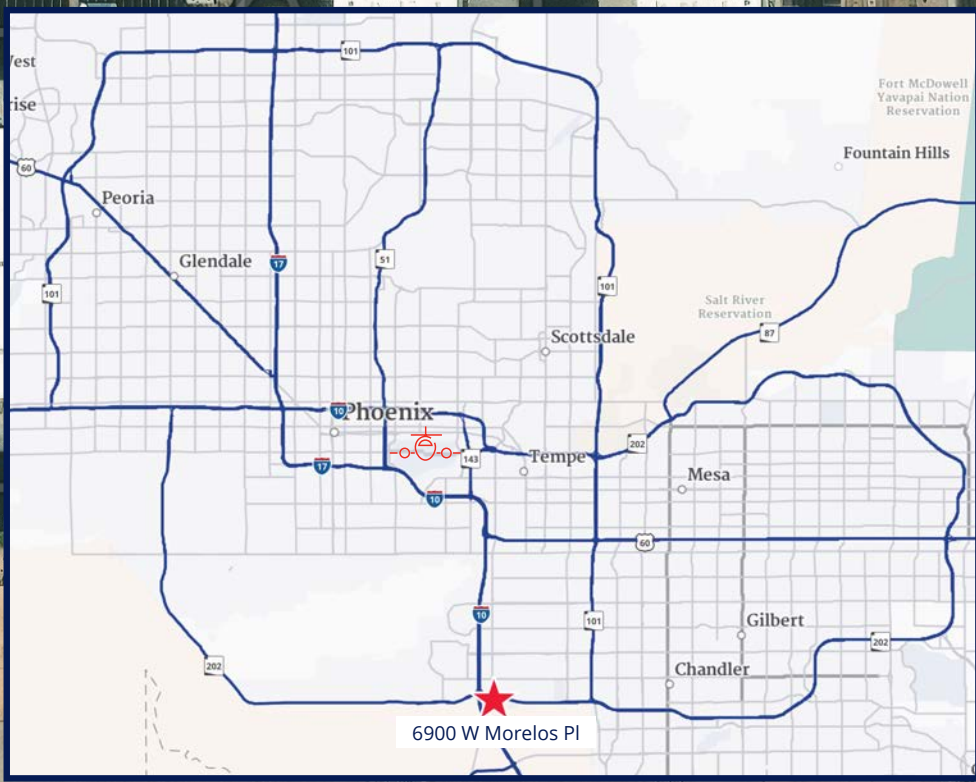 101
Vest
rise
Fort McDowell
Yavapai Nation
Reservation
Fountain Hills
60
Peoria
Glendale
17
51
101
101
Salt River
Reservation
87
Scottsdale
10
Phoenix
202
143
Tempe
17
Mesa
10
60
10
101
Gilbert
202
202
Chandler
6900 W Morelos Pl